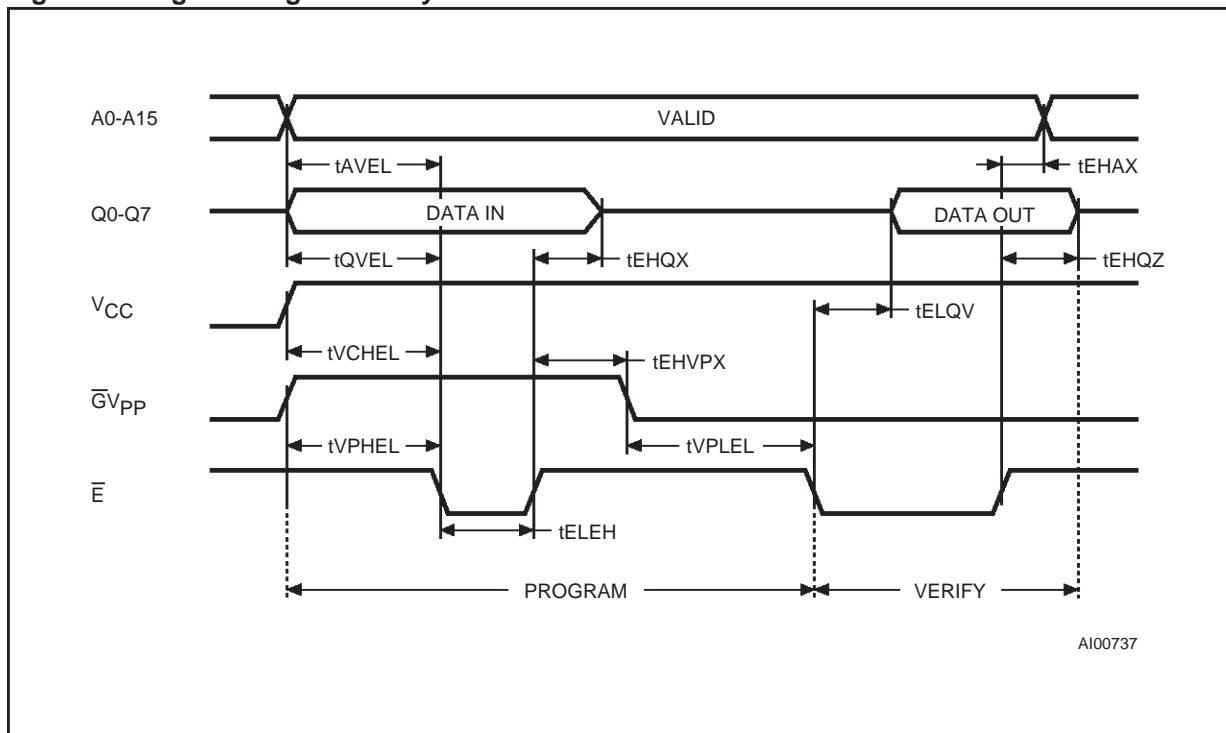 A0-A15
VALID
tAVEL
tEHAX
Q0-Q7
DATA IN
DATA OUT
tQVEL
tEHQX
tEHQZ
VCC
tELQV
tVCHEL
tEHVPX
G̅VPP
tVPHEL
tVPLEL
E̅
tELEH
PROGRAM
VERIFY
AI00737